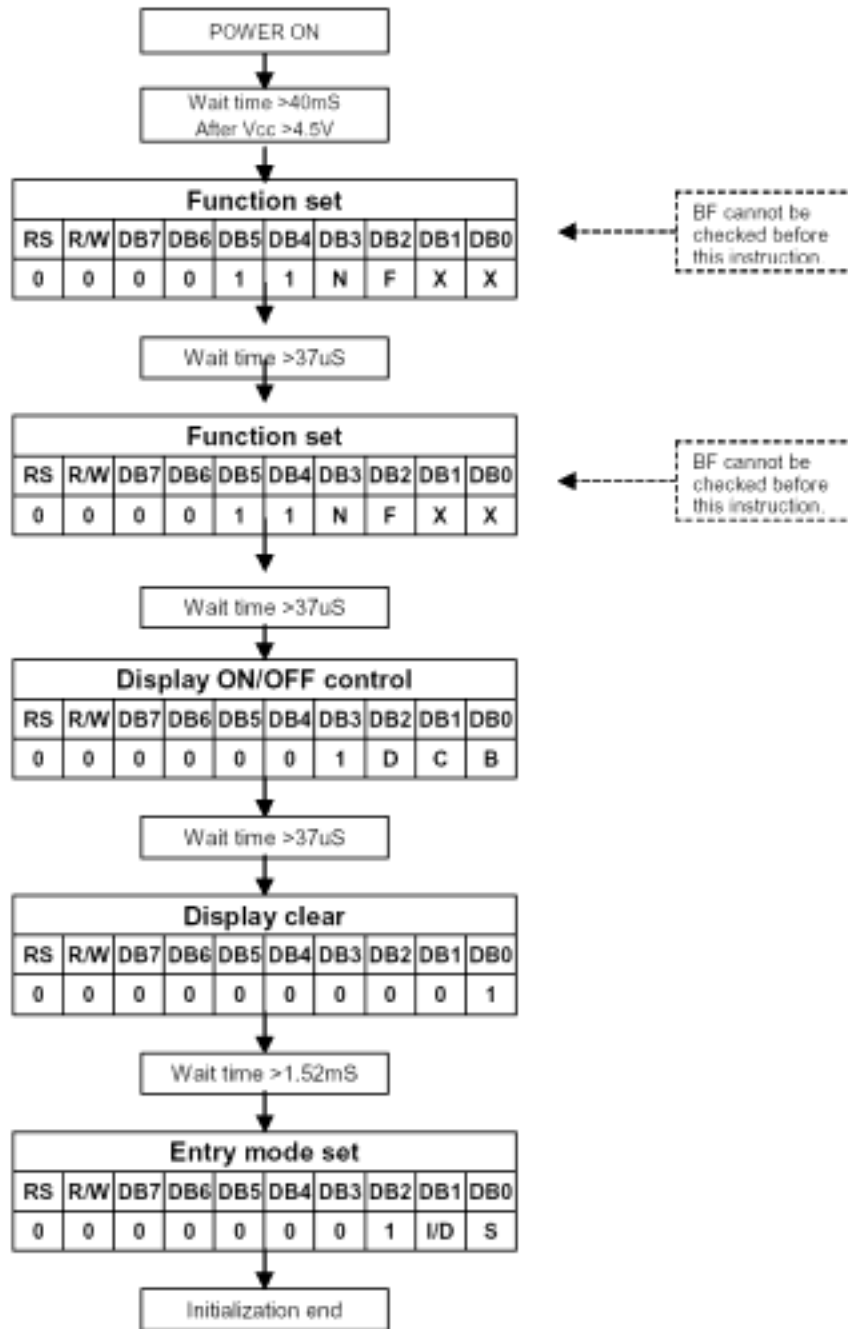 POWER ON
Wait time >40mS
After Vcc >4.5V
Function set
RS R/W DB7 DB6 DB5 DB4 DB3 DB2 DB1 DB0
0 0 0 0 1 1 N F X X
BF cannot be
checked before
this instruction.
Wait time >37uS
Function set
RS R/W DB7 DB6 DB5 DB4 DB3 DB2 DB1 DB0
0 0 0 0 1 1 N F X X
BF cannot be
checked before
this instruction.
Wait time >37uS
Display ON/OFF control
RS R/W DB7 DB6 DB5 DB4 DB3 DB2 DB1 DB0
0 0 0 0 0 0 1 D C B
Wait time >37uS
Display clear
RS R/W DB7 DB6 DB5 DB4 DB3 DB2 DB1 DB0
0 0 0 0 0 0 0 0 0 1
Wait time >1.52mS
Entry mode set
RS R/W DB7 DB6 DB5 DB4 DB3 DB2 DB1 DB0
0 0 0 0 0 0 0 1 I/D S
Initialization end